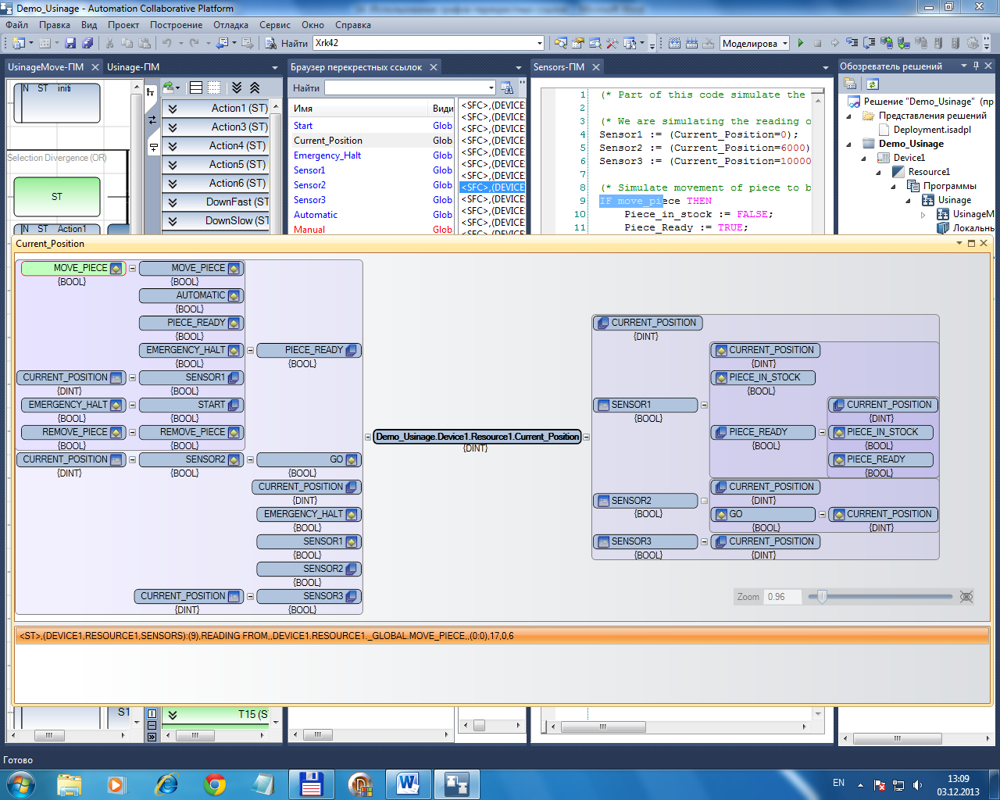 Demo_Usinage - Automation Collaborative Platform
Файл Правка Вид Проект Построение Отладка Сервис Окно Справка
Найти Xrk42 Моделирова
UsinageMove-ПМ Usinage-ПМ Браузер перекрестных ссылок Sensors-ПМ Обозреватель решений
N ST initi
Selection Divergence (OR)
ST
N ST Action1
Action1 (ST)
Action3 (ST)
Action4 (ST)
Action5 (ST)
Action6 (ST)
DownFast (ST
DownSlow (ST
Найти
Имя Види
Start Glob
Current_Position Glob
Emergency_Halt Glob
Sensor1 Glob
Sensor2 Glob
Sensor3 Glob
Automatic Glob
Manual Glob
<SFC>,(DEVICE
<SFC>,(DEVICE
<SFC>,(DEVICE
<SFC>,(DEVICE
<SFC>,(DEVICE
<SFC>,(DEVICE
<SFC>,(DEVICE
<SFC>,(DEVICE
<SFC>,(DEVICE
<SFC>,(DEVICE
<SFC>,(DEVICE
<SFC>,(DEVICE
1 (* Part of this code simulate the
2
3 (* We are simulating the reading o
4 Sensor1 := (Current_Position=0);
5 Sensor2 := (Current_Position=6000)
6 Sensor3 := (Current_Position=10000
7
8 (* Simulate movement of piece to b
9 IF move_piece THEN
10 Piece_in_stock := FALSE;
11 Piece_Ready := TRUE;
Решение "Demo_Usinage" (пр
Представления решений
Deployment.isadpl
Demo_Usinage
Device1
Resource1
Программы
Usinage
UsinageM
Локальны
Current_Position
MOVE_PIECE
{BOOL}
MOVE_PIECE
{BOOL}
AUTOMATIC
{BOOL}
PIECE_READY
{BOOL}
EMERGENCY_HALT
{BOOL}
PIECE_READY
{BOOL}
CURRENT_POSITION
{DINT}
SENSOR1
{BOOL}
EMERGENCY_HALT
{BOOL}
START
{BOOL}
REMOVE_PIECE
{BOOL}
REMOVE_PIECE
{BOOL}
CURRENT_POSITION
{DINT}
SENSOR2
{BOOL}
GO
{BOOL}
CURRENT_POSITION
{DINT}
EMERGENCY_HALT
{BOOL}
SENSOR1
{BOOL}
SENSOR2
{BOOL}
CURRENT_POSITION
{DINT}
SENSOR3
{BOOL}
Demo_Usinage.Device1.Resource1.Current_Position
{DINT}
CURRENT_POSITION
{DINT}
CURRENT_POSITION
{DINT}
PIECE_IN_STOCK
{BOOL}
SENSOR1
{BOOL}
CURRENT_POSITION
{DINT}
PIECE_READY
{BOOL}
PIECE_IN_STOCK
{BOOL}
PIECE_READY
{BOOL}
CURRENT_POSITION
{DINT}
SENSOR2
{BOOL}
GO
{BOOL}
CURRENT_POSITION
{DINT}
SENSOR3
{BOOL}
CURRENT_POSITION
{DINT}
Zoom 0.96
<ST>,(DEVICE1,RESOURCE1,SENSORS):(9),READING FROM,,DEVICE1.RESOURCE1._GLOBAL.MOVE_PIECE,,(0:0),17,0,6
S1
T15 (S
Готово
EN
13:09
03.12.2013